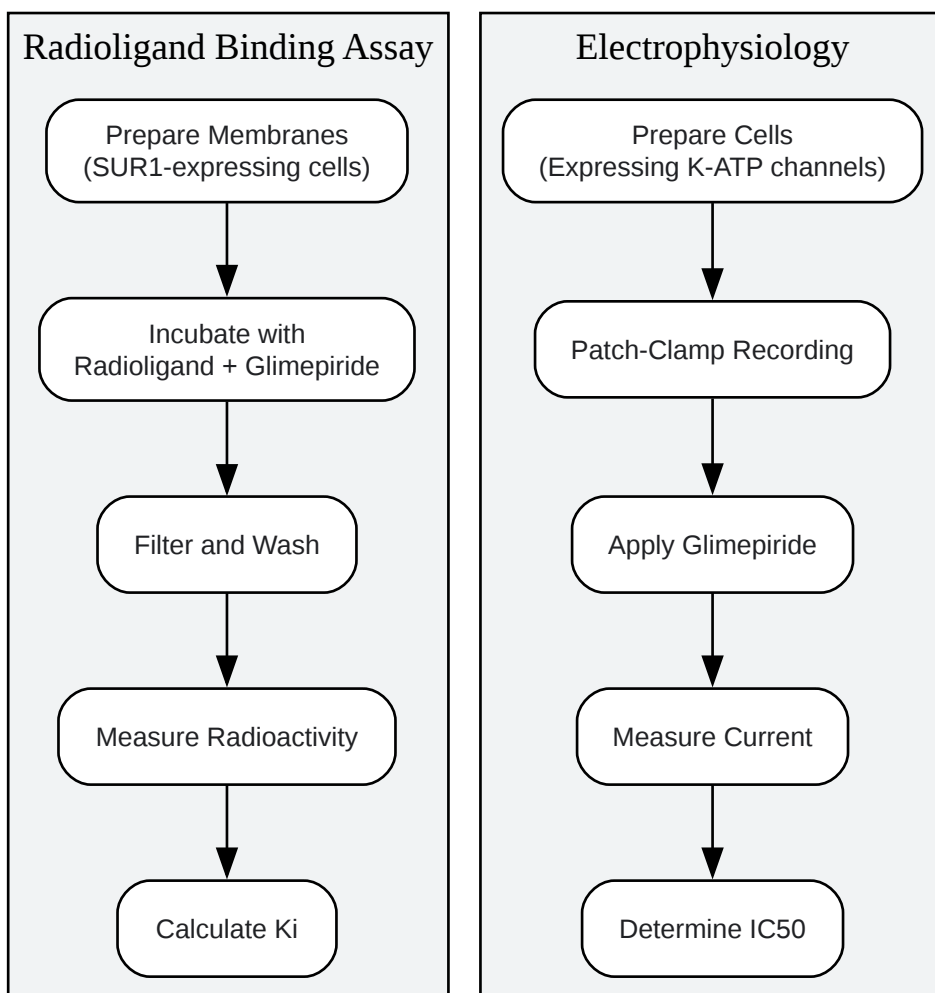 Radioligand Binding Assay
Prepare Membranes
(SUR1-expressing cells)
Incubate with
Radioligand + Glimepiride
Filter and Wash
Measure Radioactivity
Calculate Ki
Electrophysiology
Prepare Cells
(Expressing K-ATP channels)
Patch-Clamp Recording
Apply Glimepiride
Measure Current
Determine IC50